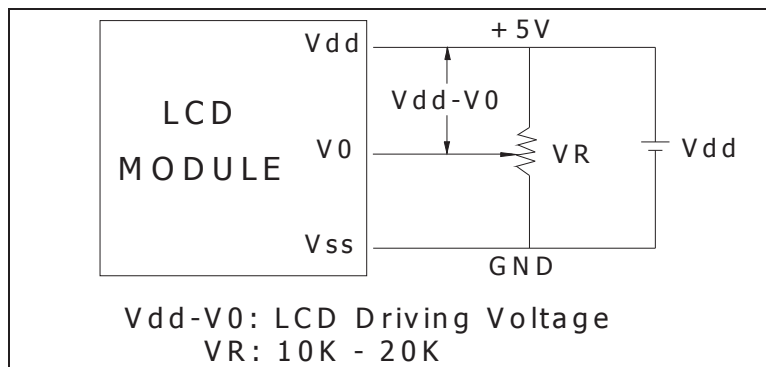 Vdd
+5V
Vdd-V0
LCD
MODULE
V0
VR
Vdd
Vss
GND
Vdd-V0: LCD Driving Voltage
VR: 10K - 20K